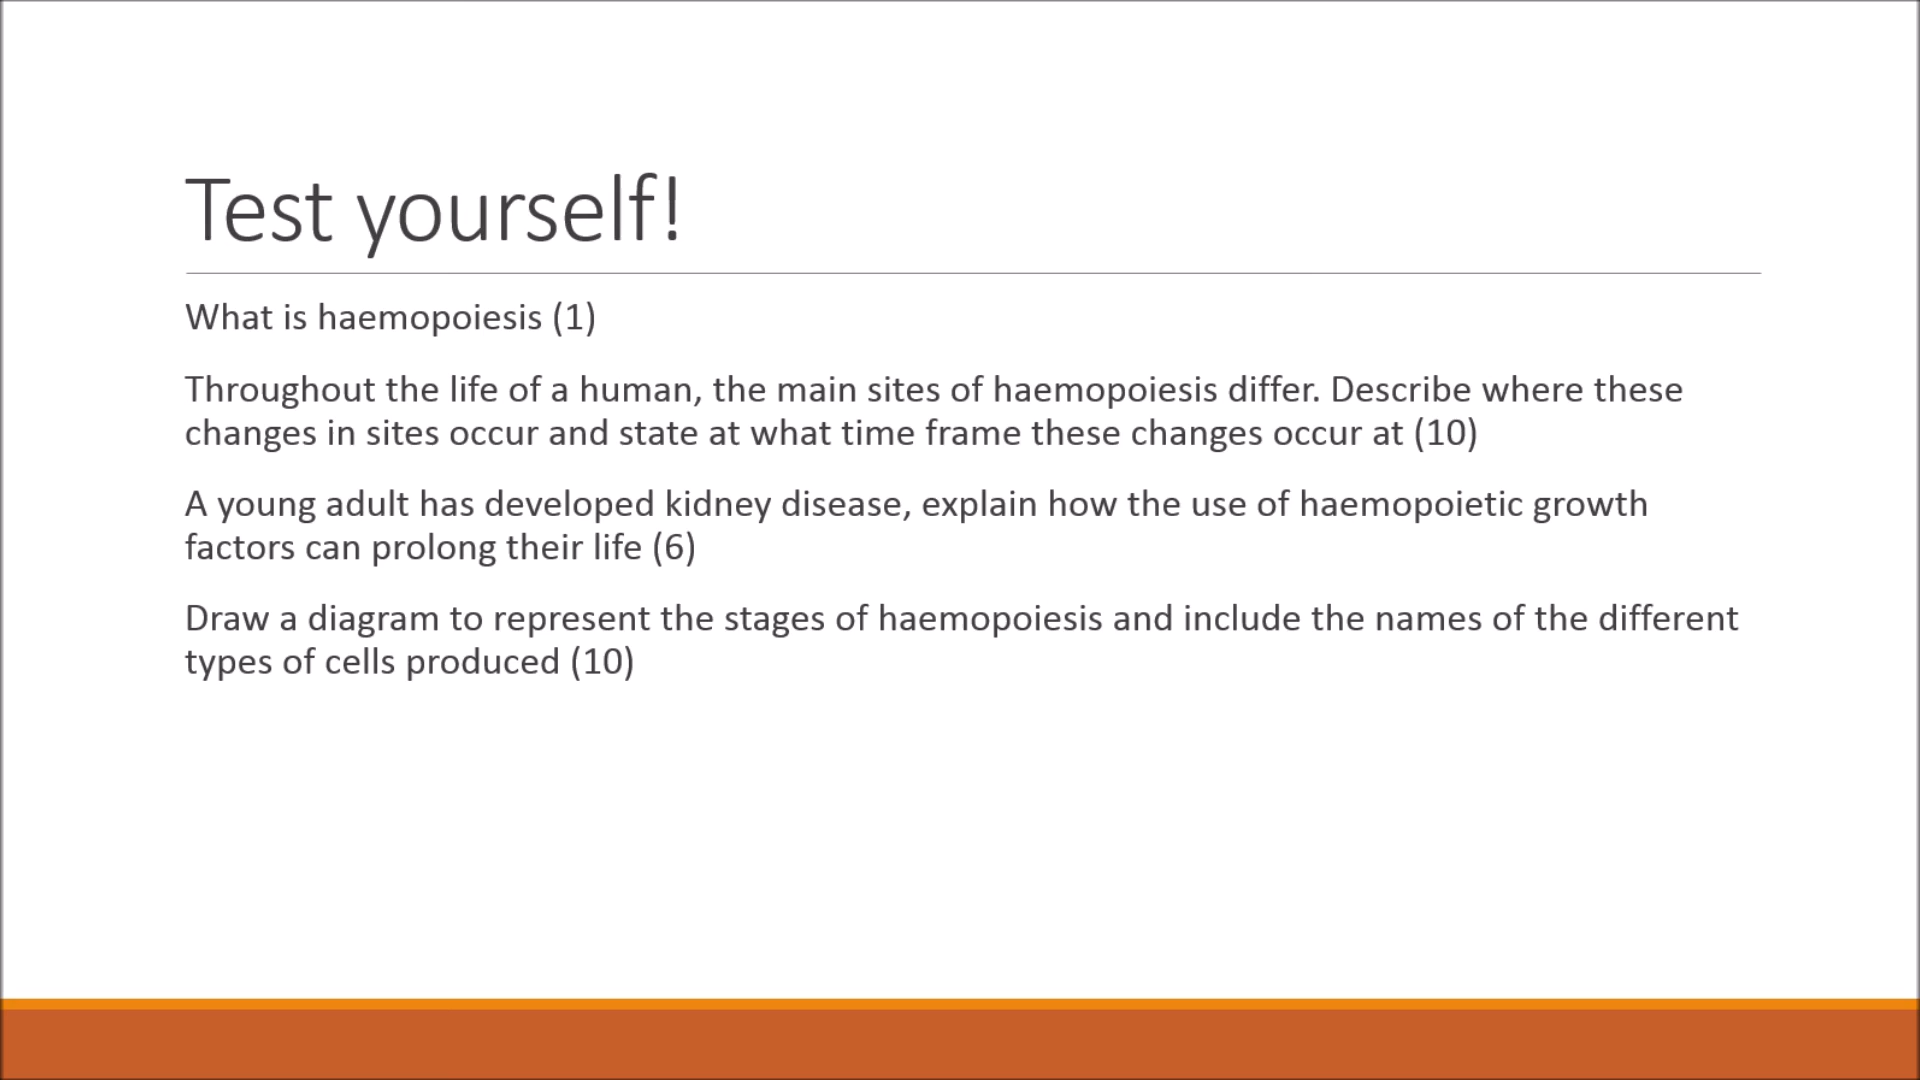 Test yourself!
What is haemopoiesis (1)
Throughout the life of a human, the main sites of haemopoiesis differ. Describe where these
changes in sites occur and state at what time frame these changes occur at (10)
A young adult has developed kidney disease, explain how the use of haemopoietic growth
factors can prolong their life (6)
Draw a diagram to represent the stages of haemopoiesis and include the names of the different
types of cells produced (10)